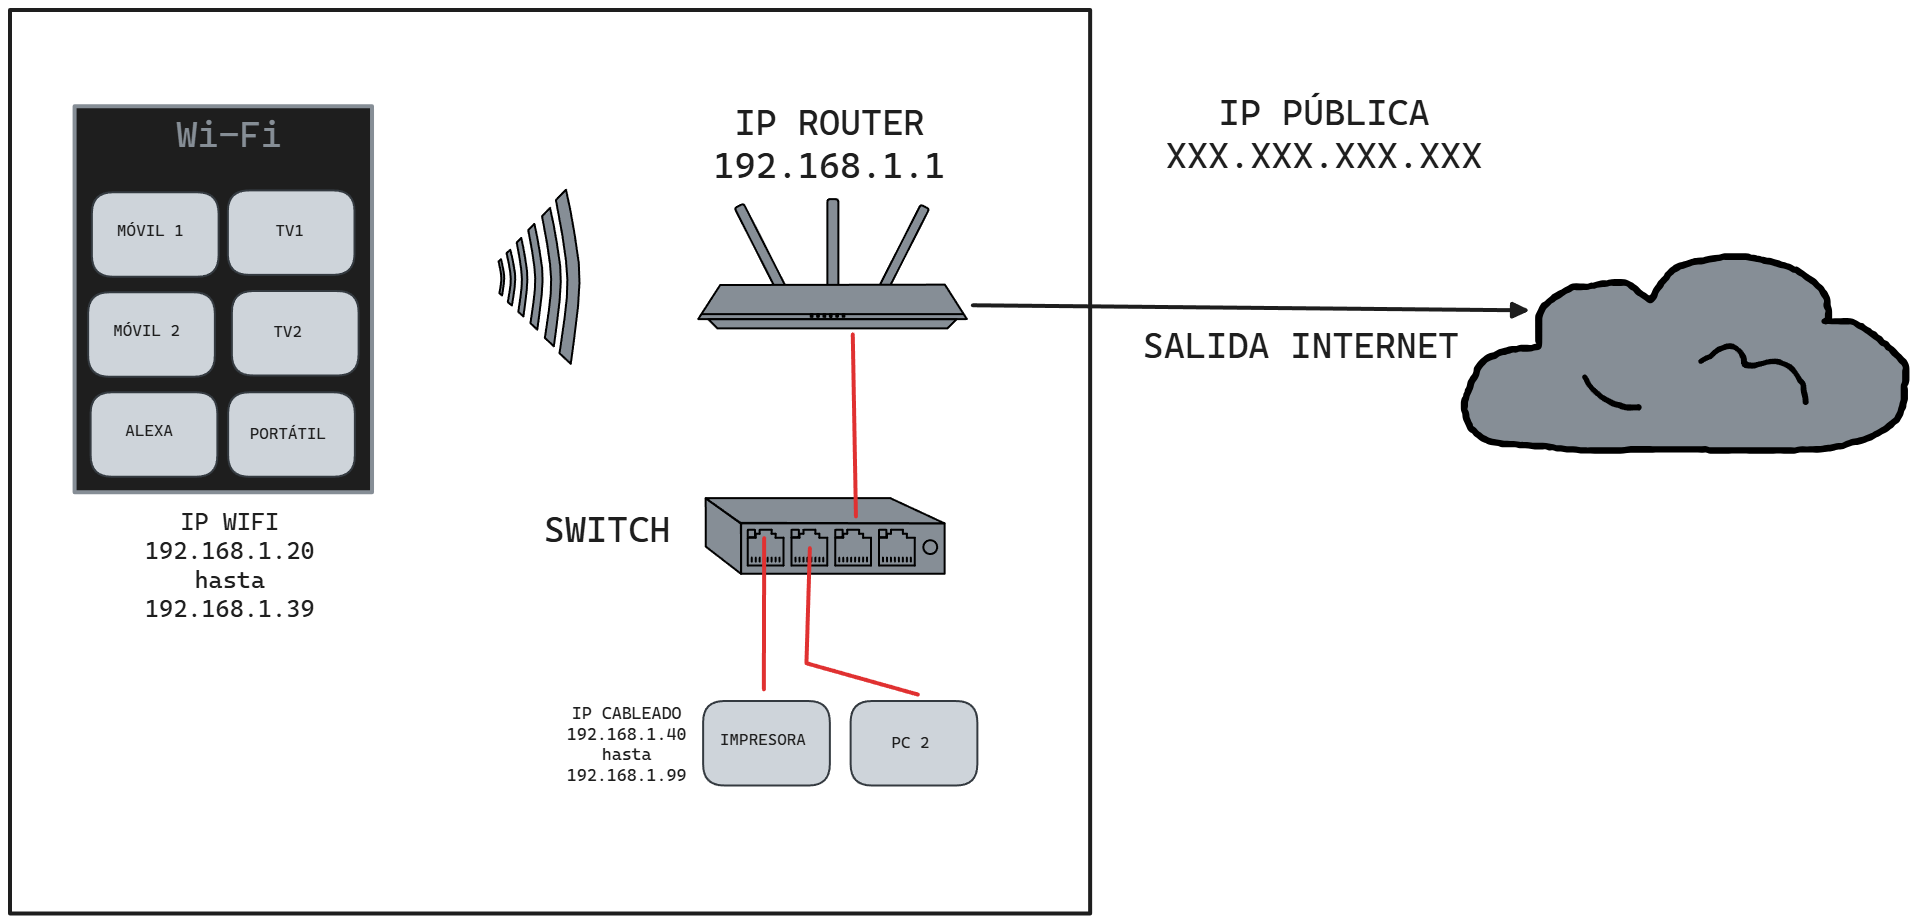 Wi-Fi
MÓVIL 1
TV1
MÓVIL 2
TV2
ALEXA
PORTÁTIL
IP WIFI
192.168.1.20
hasta
192.168.1.39
IP ROUTER
192.168.1.1
SWITCH
IP CABLEADO
192.168.1.40
hasta
192.168.1.99
IMPRESORA
PC 2
IP PÚBLICA
XXX.XXX.XXX.XXX
SALIDA INTERNET